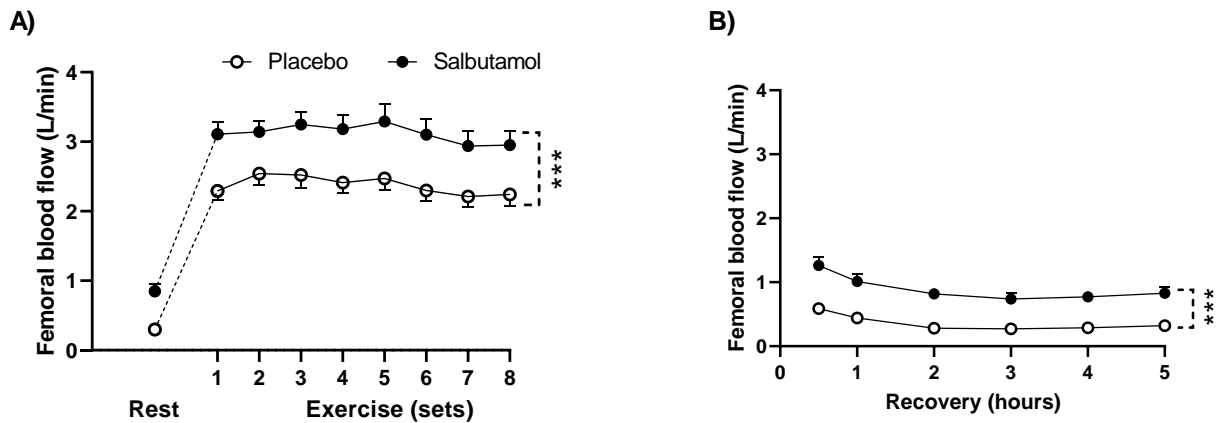 A)
Placebo Salbutamol
Femoral blood flow (L/min)
4
3
2
1
0
***
1 2 3 4 5 6 7 8
Rest Exercise (sets)
B)
Femoral blood flow (L/min)
4
3
2
1
0
***
0 1 2 3 4 5
Recovery (hours)